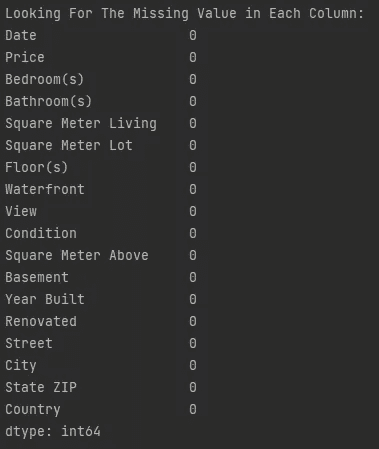 Looking For The Missing Value in Each Column:
Date 0
Price 0
Bedroom(s) 0
Bathroom(s) 0
Square Meter Living 0
Square Meter Lot 0
Floor(s) 0
Waterfront 0
View 0
Condition 0
Square Meter Above 0
Basement 0
Year Built 0
Renovated 0
Street 0
City 0
State ZIP 0
Country 0
dtype: int64